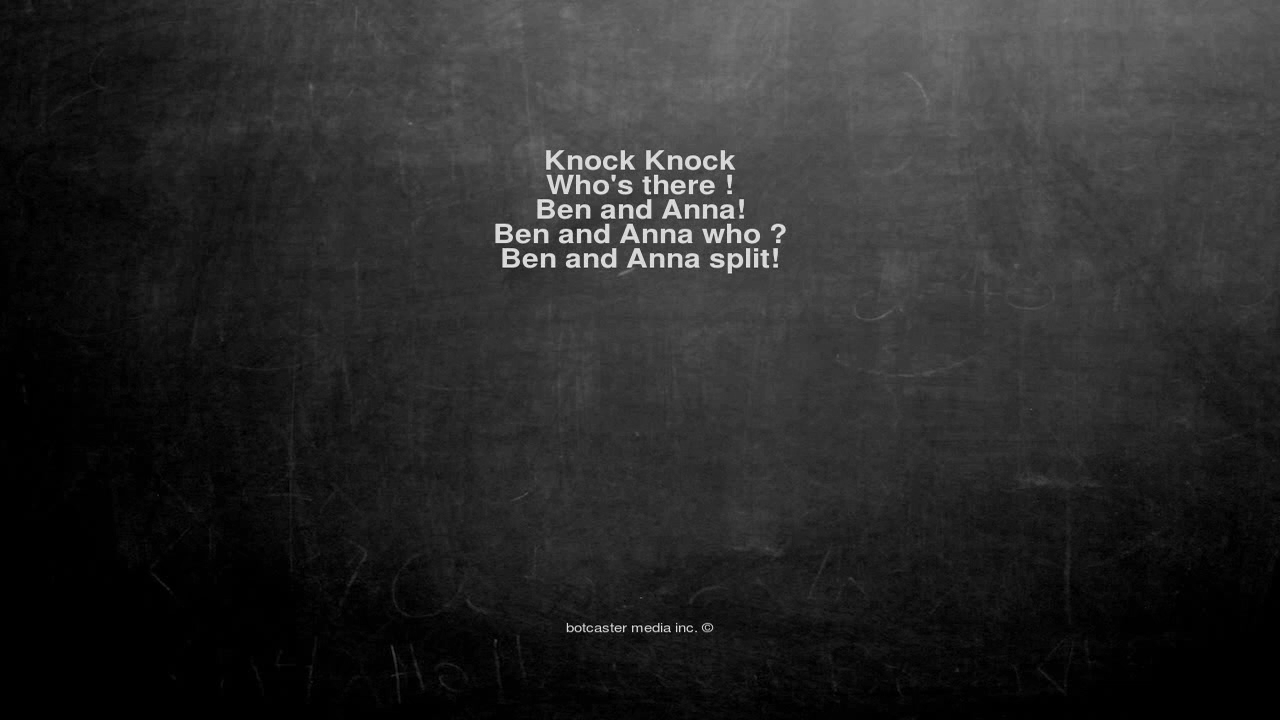 Knock Knock
Who's there !
Ben and Anna!
Ben and Anna who ?
Ben and Anna split!
botcaster media inc. ©